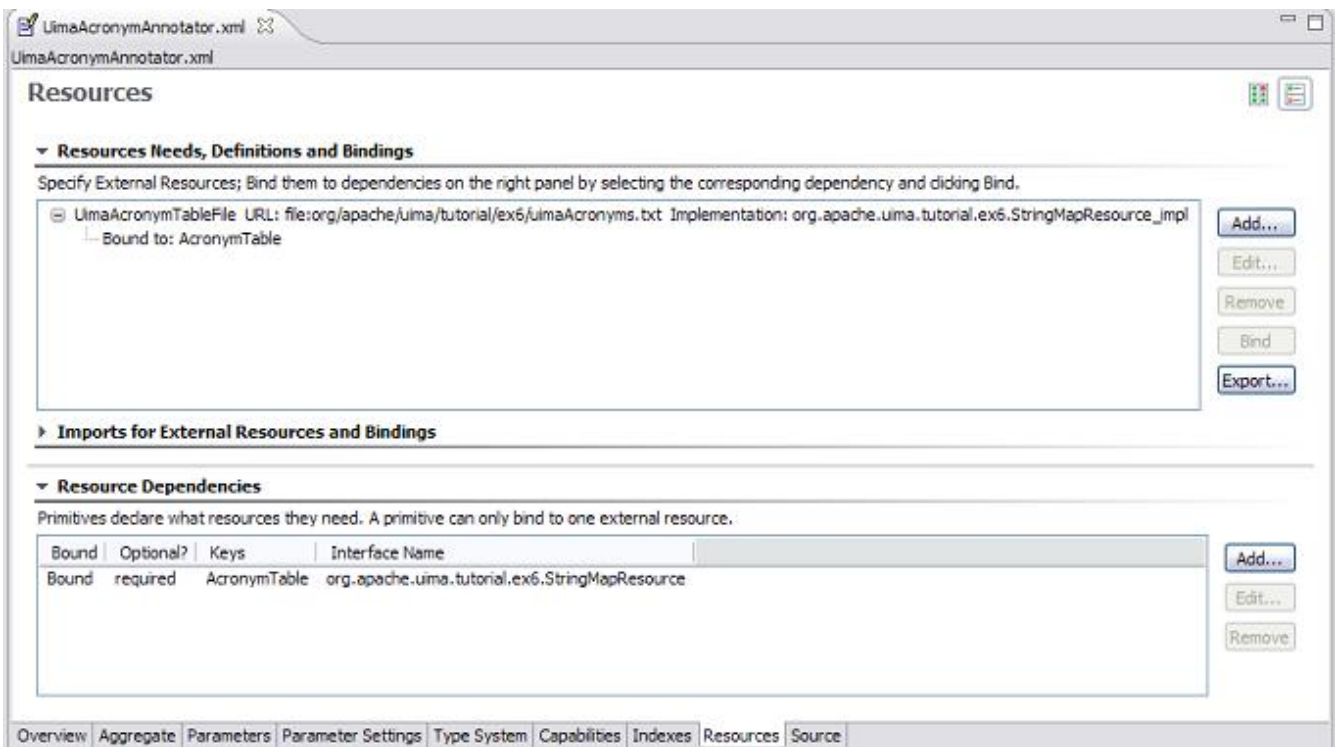 UimaAcronymAnnotator.xml
UimaAcronymAnnotator.xml
Resources
Resources Needs, Definitions and Bindings
Specify External Resources; Bind them to dependencies on the right panel by selecting the corresponding dependency and clicking Bind.
UimaAcronymTableFile URL: file:org/apache/uima/tutorial/ex6/uimaAcronyms.txt Implementation: org.apache.uima.tutorial.ex6.StringMapResource_impl
Bound to: AcronymTable
Add...
Edit...
Remove
Bind
Export...
Imports for External Resources and Bindings
Resource Dependencies
Primitives declare what resources they need. A primitive can only bind to one external resource.
Bound Optional? Keys Interface Name
Bound required AcronymTable org.apache.uima.tutorial.ex6.StringMapResource
Add...
Edit...
Remove
Overview Aggregate Parameters Parameter Settings Type System Capabilities Indexes Resources Source